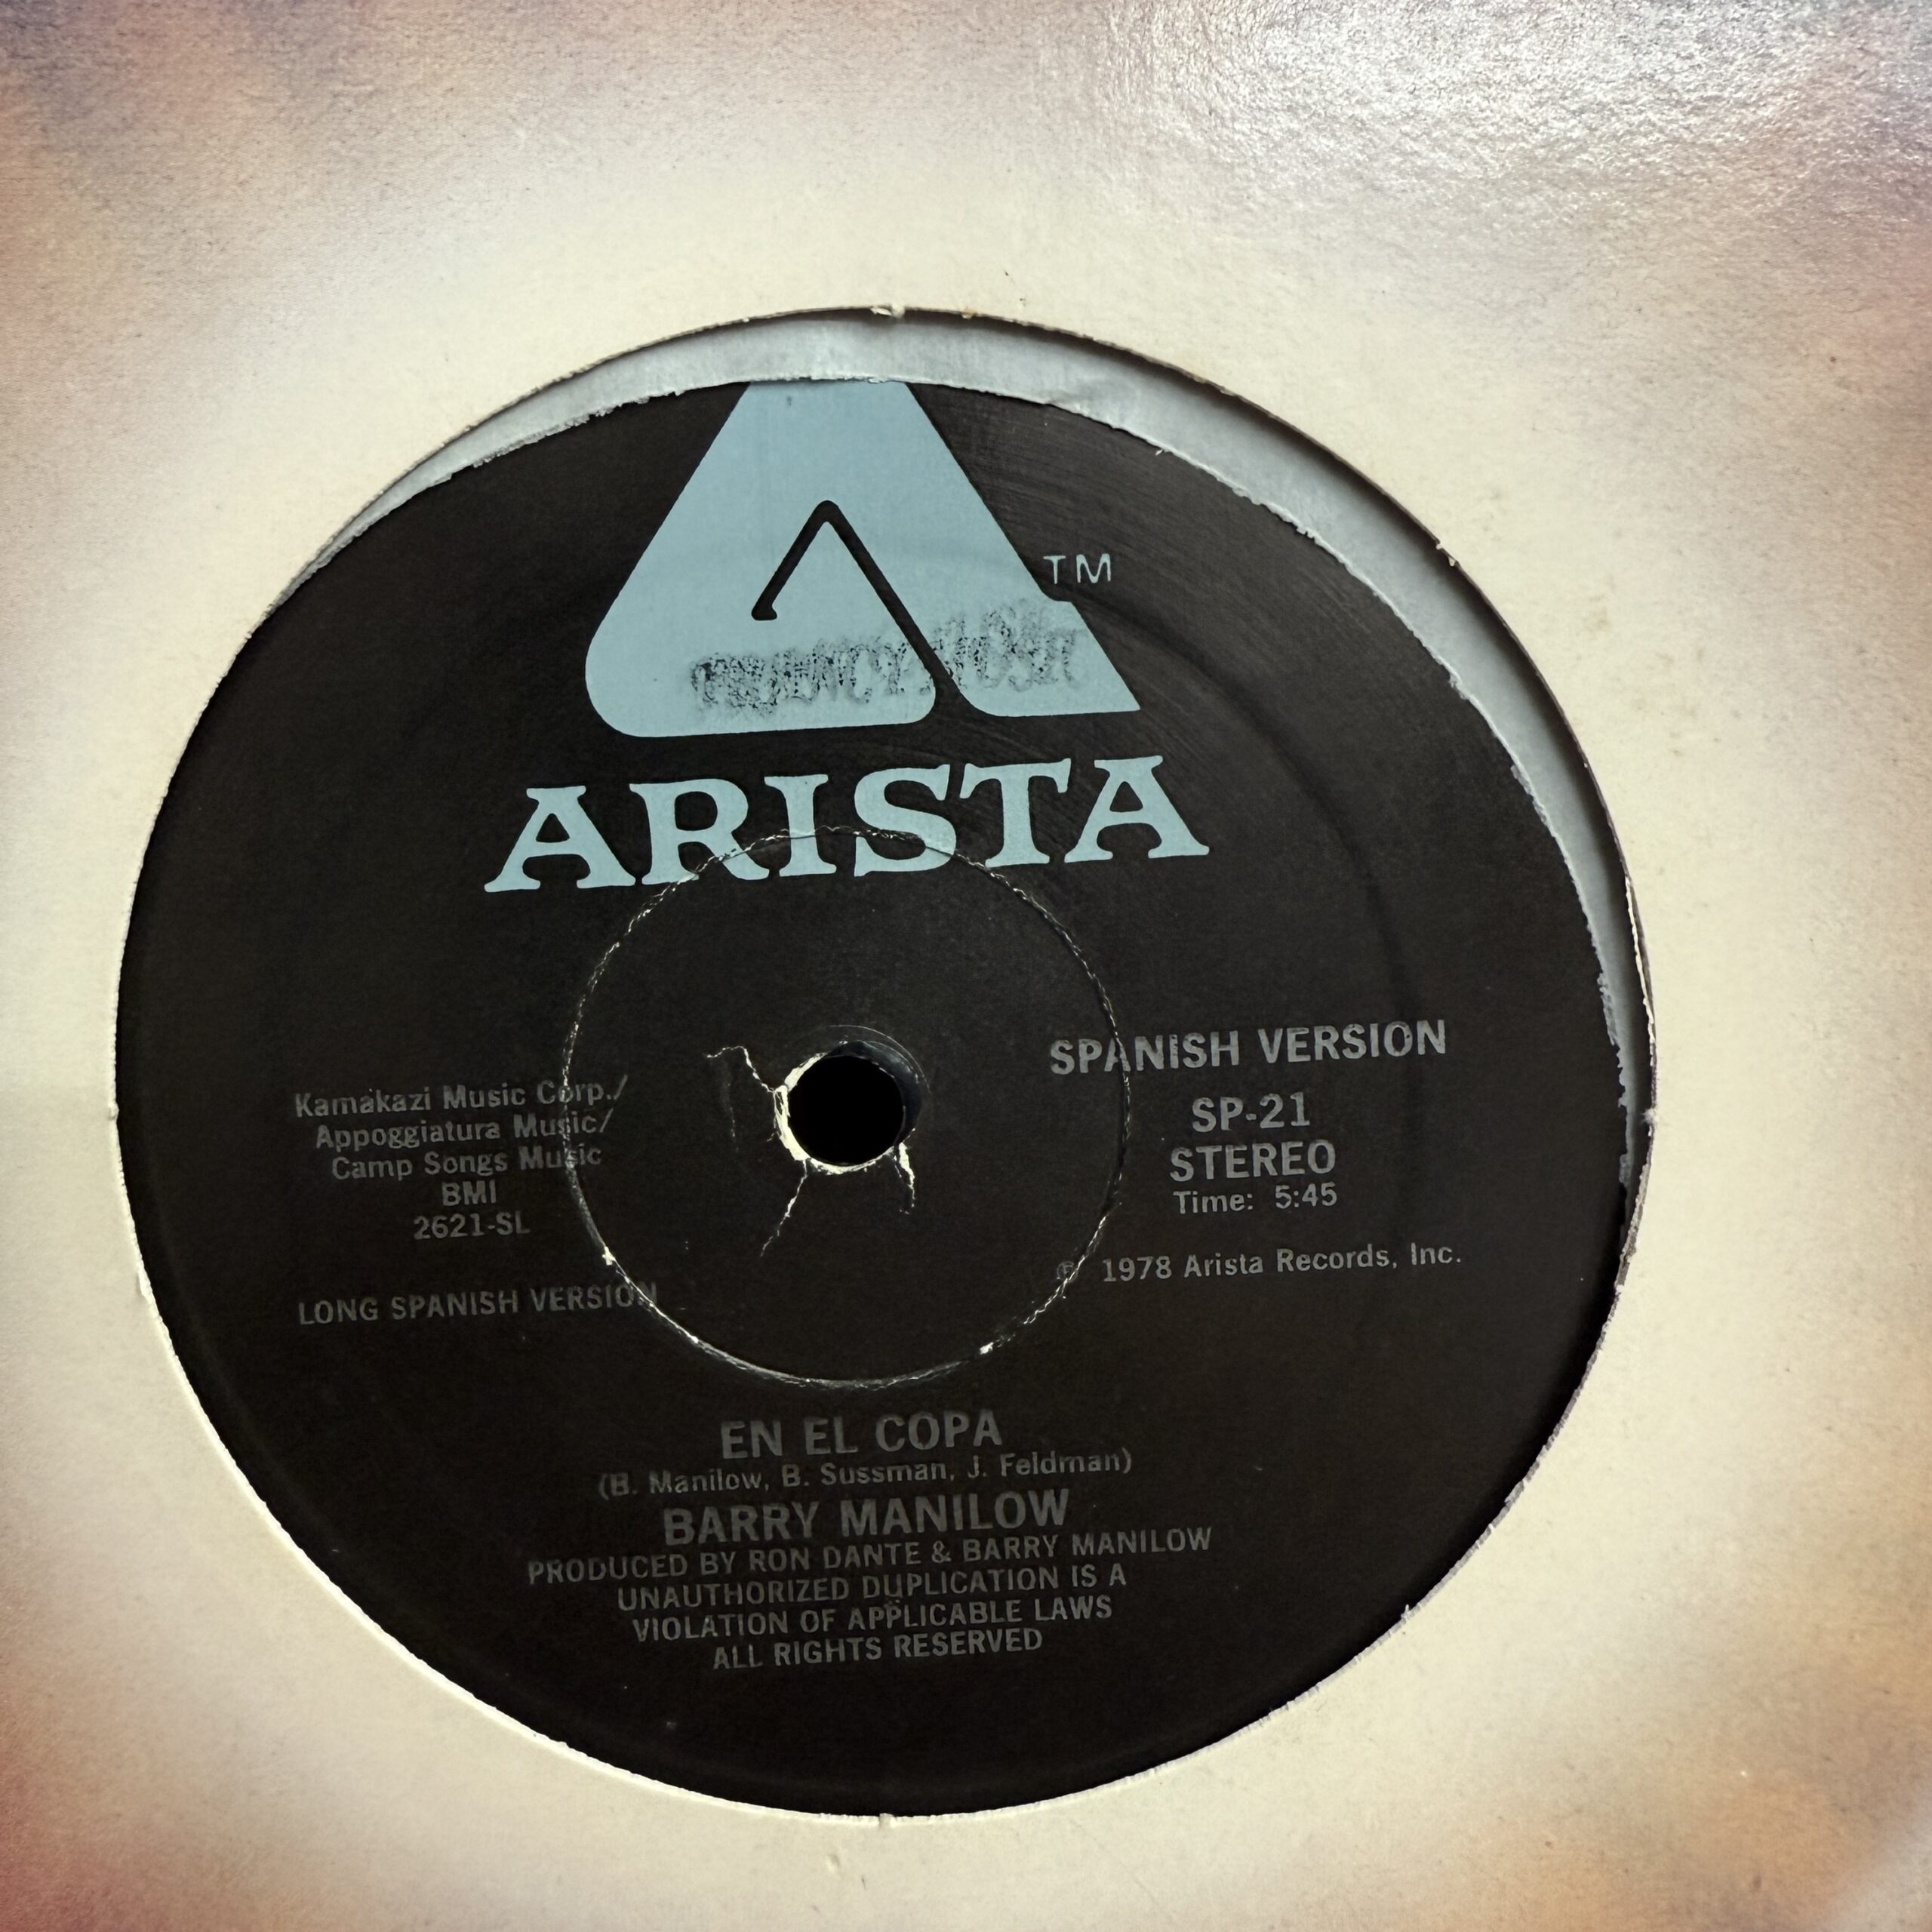 TM
ARISTA
SPANISH VERSION
SP-21
STEREO
Time: 5:45
℗ 1978 Arista Records, Inc.
Kamakazi Music Corp./
Appoggiatura Music/
Camp Songs Music
BMI
2621-SL
LONG SPANISH VERSION
EN EL COPA
(B. Manilow, B. Sussman, J. Feldman)
BARRY MANILOW
PRODUCED BY RON DANTE & BARRY MANILOW
UNAUTHORIZED DUPLICATION IS A
VIOLATION OF APPLICABLE LAWS
ALL RIGHTS RESERVED